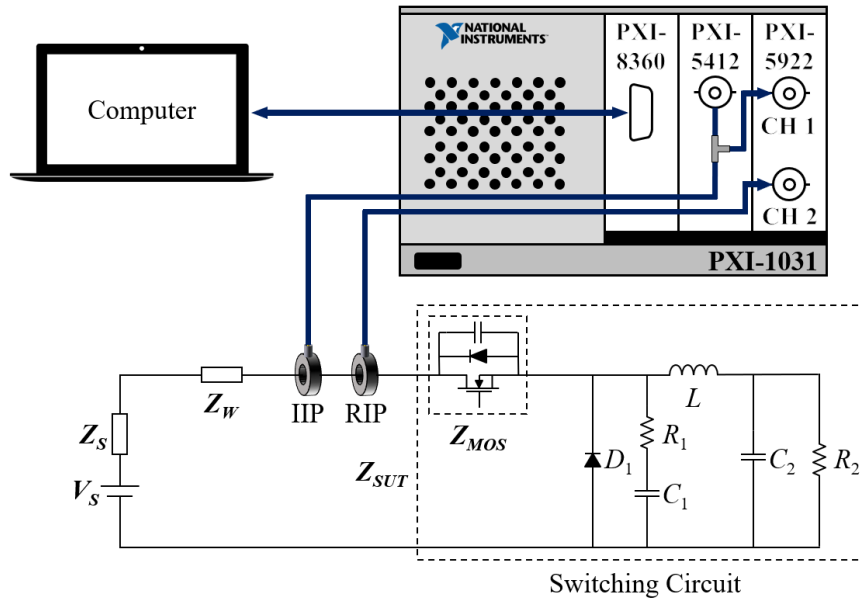 NATIONAL
INSTRUMENTS
PXI-
8360
PXI-
5412
PXI-
5922
CH 1
CH 2
PXI-1031
Computer
Z_W
IIP
RIP
Z_MOS
Z_S
V_S
Z_SUT
D_1
R_1
C_1
L
C_2
R_2
Switching Circuit